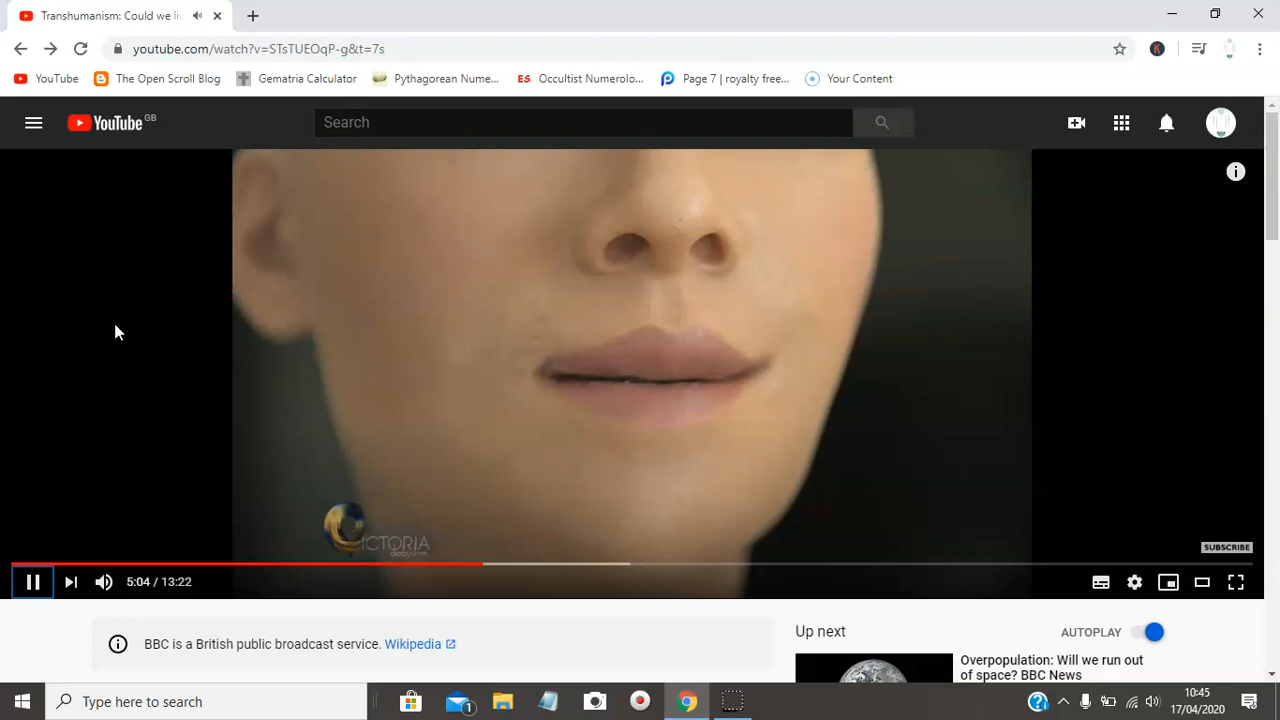 Transhumanism: Could we li
youtube.com/watch?v=STsTUEOqP-g&t=7s
YouTube
The Open Scroll Blog
Gematria Calculator
Pythagorean Nume...
ES
Occultist Numerolo...
Page 7 | royalty free...
Your Content
YouTube GB
Search
ICTORIA
SUBSCRIBE
5:04 / 13:22
BBC is a British public broadcast service. Wikipedia
Up next
AUTOPLAY
Overpopulation: Will we run out
of space? BBC News
Type here to search
1
10:45
17/04/2020